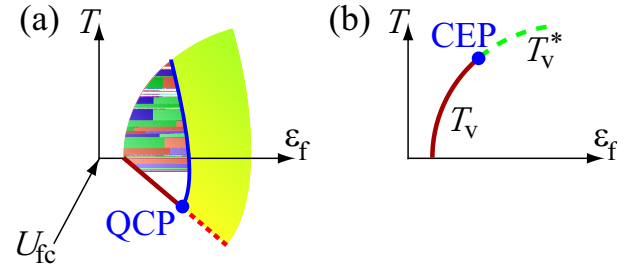 (a)
T
ε_f
QCP
U_fc
(b)
T
CEP
T_v^*
T_v
ε_f